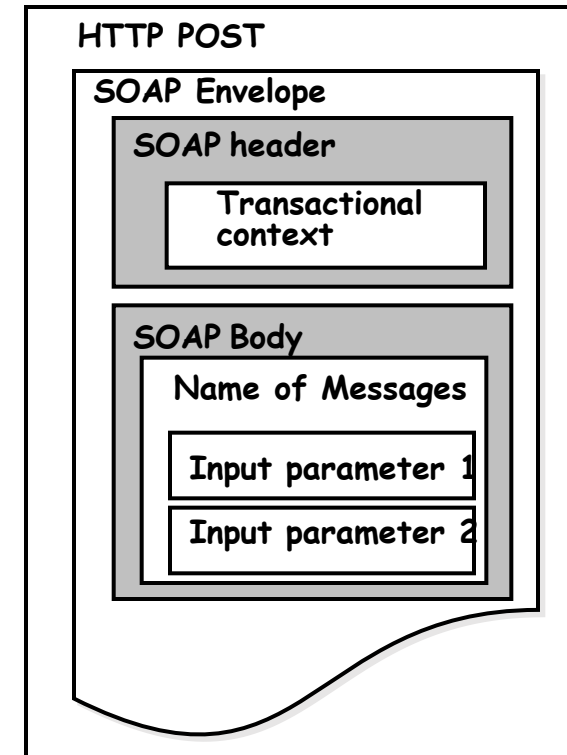 HTTP POST
SOAP Envelope
SOAP header
Transactional
context
SOAP Body
Name of Messages
Input parameter 1
Input parameter 2